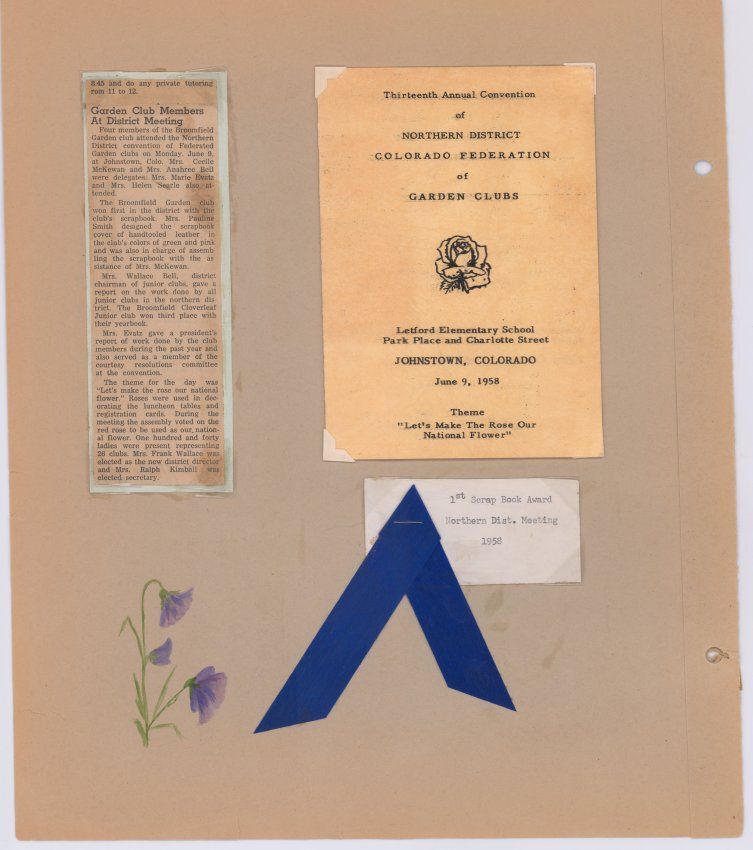 8:45 and do any private tutoring
rom 11 to 12.
Garden Club Members
At District Meeting
Four members of the Broomfield
Garden club attended the Northern
District convention of Federated
Garden clubs on Monday, June 9,
at Johnstown, Colo. Mrs. Cecile
McKewan and Mrs. Anahree Bell
were delegates. Mrs. Marie Evatz
and Mrs. Helen Seagle also at-
tended.
The Broomfield Garden club
won first in the district with the
club's scrapbook. Mrs. Pauline
Smith designed the scrapbook
cover of handtooled leather in
the club's colors of green and pink
and was also in charge of assemb-
ling the scrapbook with the as
sistance of Mrs. McKewan.
Mrs. Wallace Bell, district
chairman of junior clubs, gave a
report on the work done by all
junior clubs in the northern dis-
trict. The Broomfield Cloverleaf
Junior club won third place with
their yearbook.
Mrs. Evatz gave a president's
report of work done by the club
members during the past year and
also served as a member of the
courtesy resolutions committee
at the convention.
The theme for the day was
"Let's make the rose our national
flower." Roses were used in dec-
orating the luncheon tables and
registration cards. During the
meeting the assembly voted on the
red rose to be used as our nation-
al flower. One hundred and forty
ladies were present representing
26 clubs. Mrs. Frank Wallace was
elected as the new district director
and Mrs. Ralph Kimball was
elected secretary.
Thirteenth Annual Convention
of
NORTHERN DISTRICT
COLORADO FEDERATION
of
GARDEN CLUBS
Letford Elementary School
Park Place and Charlotte Street
JOHNSTOWN, COLORADO
June 9, 1958
Theme
"Let's Make The Rose Our
National Flower"
1st Scrap Book Award
Northern Dist. Meeting
1958